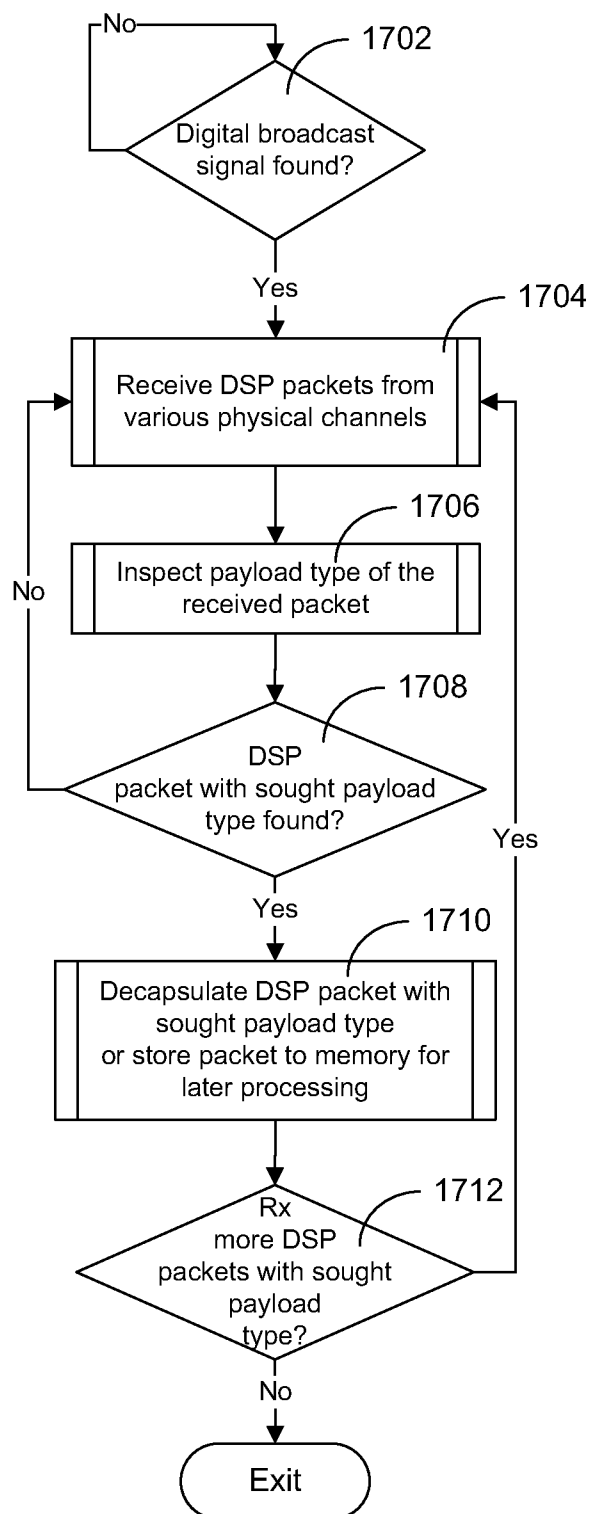 No
1702
Digital broadcast
signal found?
Yes
1704
Receive DSP packets from
various physical channels
1706
Inspect payload type of the
received packet
No
1708
DSP
packet with sought payload
type found?
Yes
Yes
1710
Decapsulate DSP packet with
sought payload type
or store packet to memory for
later processing
1712
Rx
more DSP
packets with sought
payload
type?
No
Exit